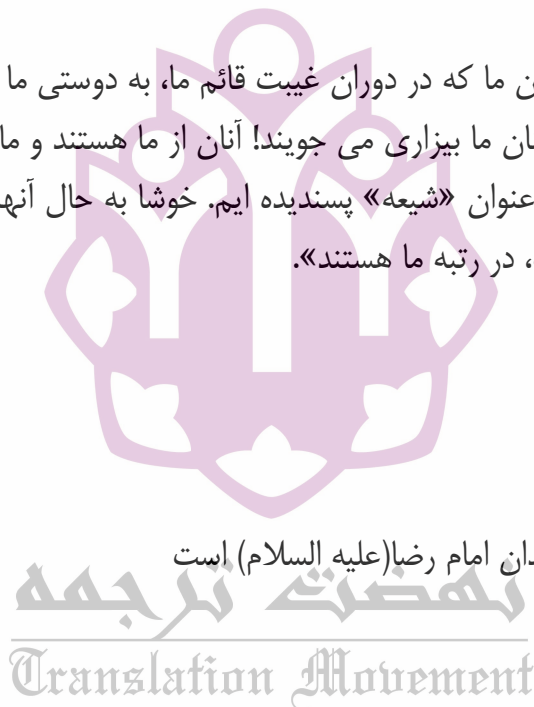 ن ما که در دوران غیبت قائم ما، به دوستی ما
ان ما بیزاری می جویند! آنان از ما هستند و ما
عنوان «شیعه» پسندیده ایم. خوشا به حال آنه
، در رتبه ما هستند».
دان امام رضا(علیه السلام) است
نهضت ترجمه
Translation Movement